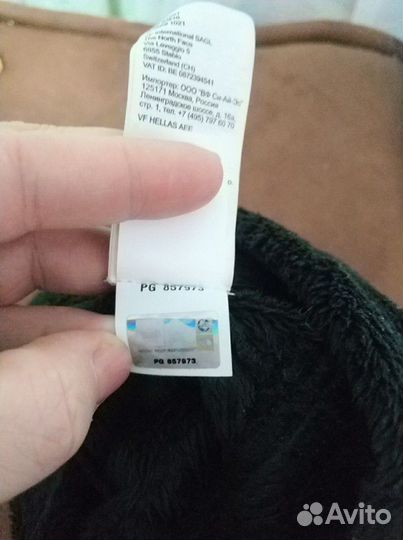 1021
International SAGL
The North Face
Via Laveggio 5
6855 Stabio
Switzerland (CH)
VAT ID: BE 0872394541
Импортер: ООО "ВФ Си-Ай-Эс"
125171 Москва, Россия
Ленинградское шоссе, д. 16а,
стр. 1, тел. +7 (495) 797 60 70
VF HELLAS AEE
о.
PG 857973
PG 857973
Avito